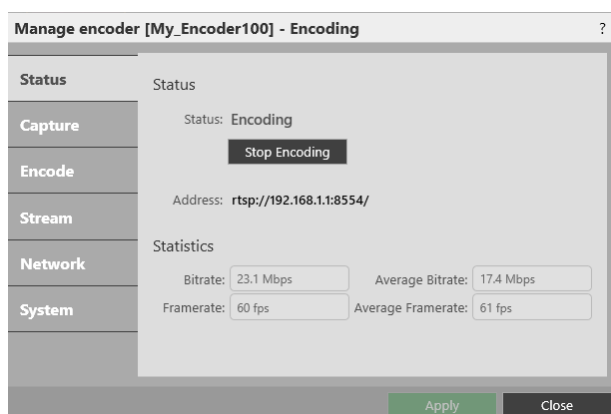 Manage encoder [My_Encoder100] - Encoding ?
Status
Capture
Encode
Stream
Network
System
Status
Status: Encoding
Stop Encoding
Address: rtsp://192.168.1.1:8554/
Statistics
Bitrate: 23.1 Mbps Average Bitrate: 17.4 Mbps
Framerate: 60 fps Average Framerate: 61 fps
Apply Close